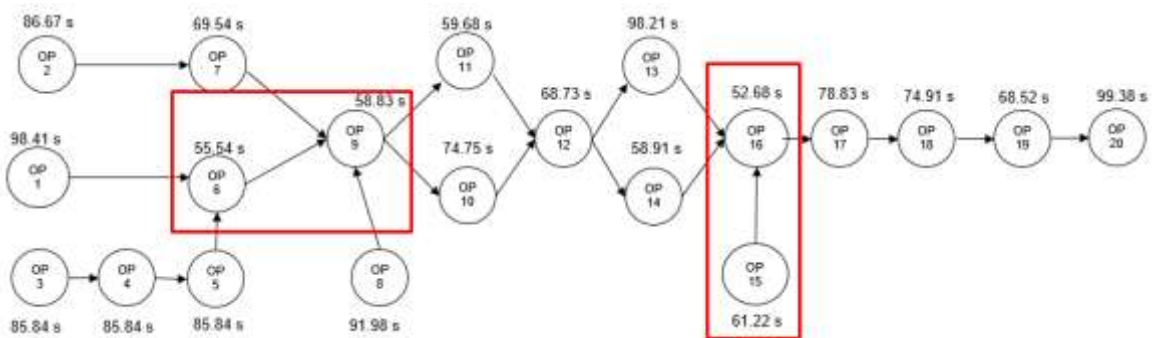 86.67 s
69.54 s
59.68 s
98.21 s
OP
2
OP
7
OP
11
OP
13
58.83 s
68.73 s
52.68 s
78.83 s
74.91 s
68.52 s
99.38 s
98.41 s
55.54 s
OP
9
74.75 s
OP
12
58.91 s
OP
16
OP
17
OP
18
OP
19
OP
20
OP
1
OP
6
OP
10
OP
14
OP
3
OP
4
OP
5
OP
8
OP
15
85.84 s
85.84 s
85.84 s
91.98 s
61.22 s